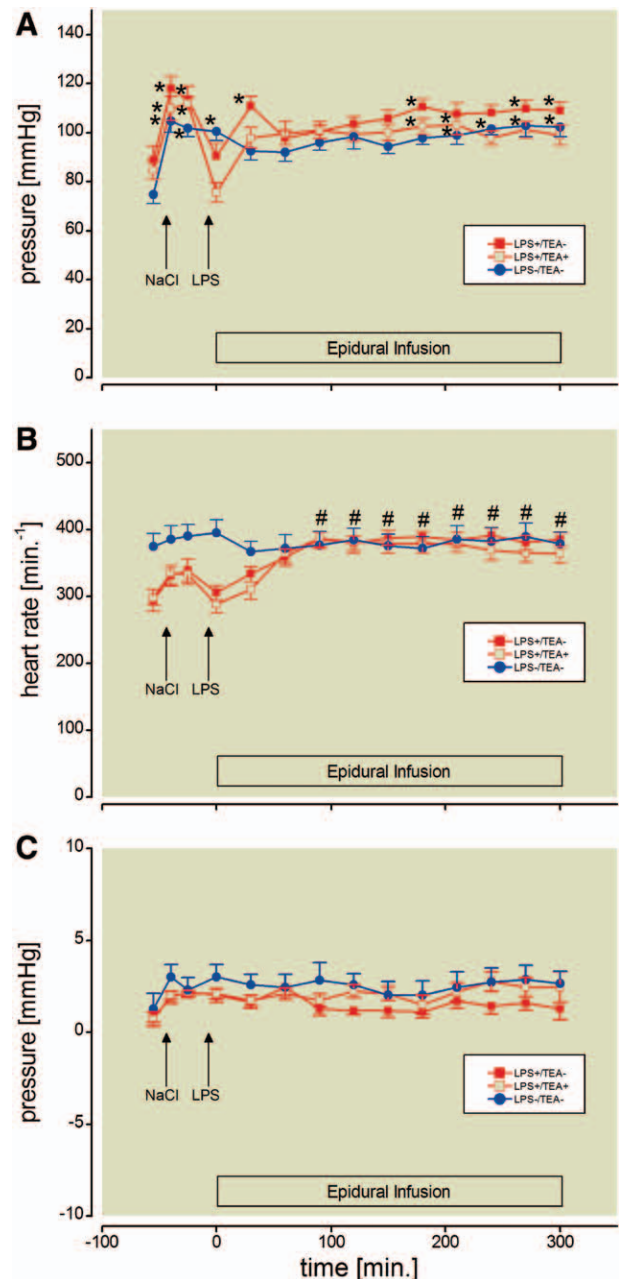 A
pressure [mmHg]
140
120
100
80
60
40
20
0
* * * * * * * * * * * * * * * * * *
NaCl LPS
LPS+/TEA-
LPS+/TEA+
LPS-/TEA-
Epidural Infusion
B
heart rate [min.-1]
500
400
300
200
100
0
# # # # # # # #
NaCl LPS
LPS+/TEA-
LPS+/TEA+
LPS-/TEA-
Epidural Infusion
C
pressure [mmHg]
10
5
0
-5
-10
NaCl LPS
LPS+/TEA-
LPS+/TEA+
LPS-/TEA-
Epidural Infusion
-100 0 100 200 300
time [min.]